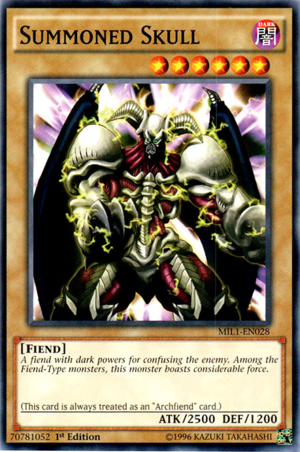 SUMMONED SKULL
DARK
闇
MIL1-EN028
[FIEND]
A fiend with dark powers for confusing the enemy. Among the
Fiend-Type monsters, this monster boasts considerable force.
(This card is always treated as an "Archfiend" card.)
ATK/2500 DEF/1200
70781052 1st Edition ©1996 KAZUKI TAKAHASHI